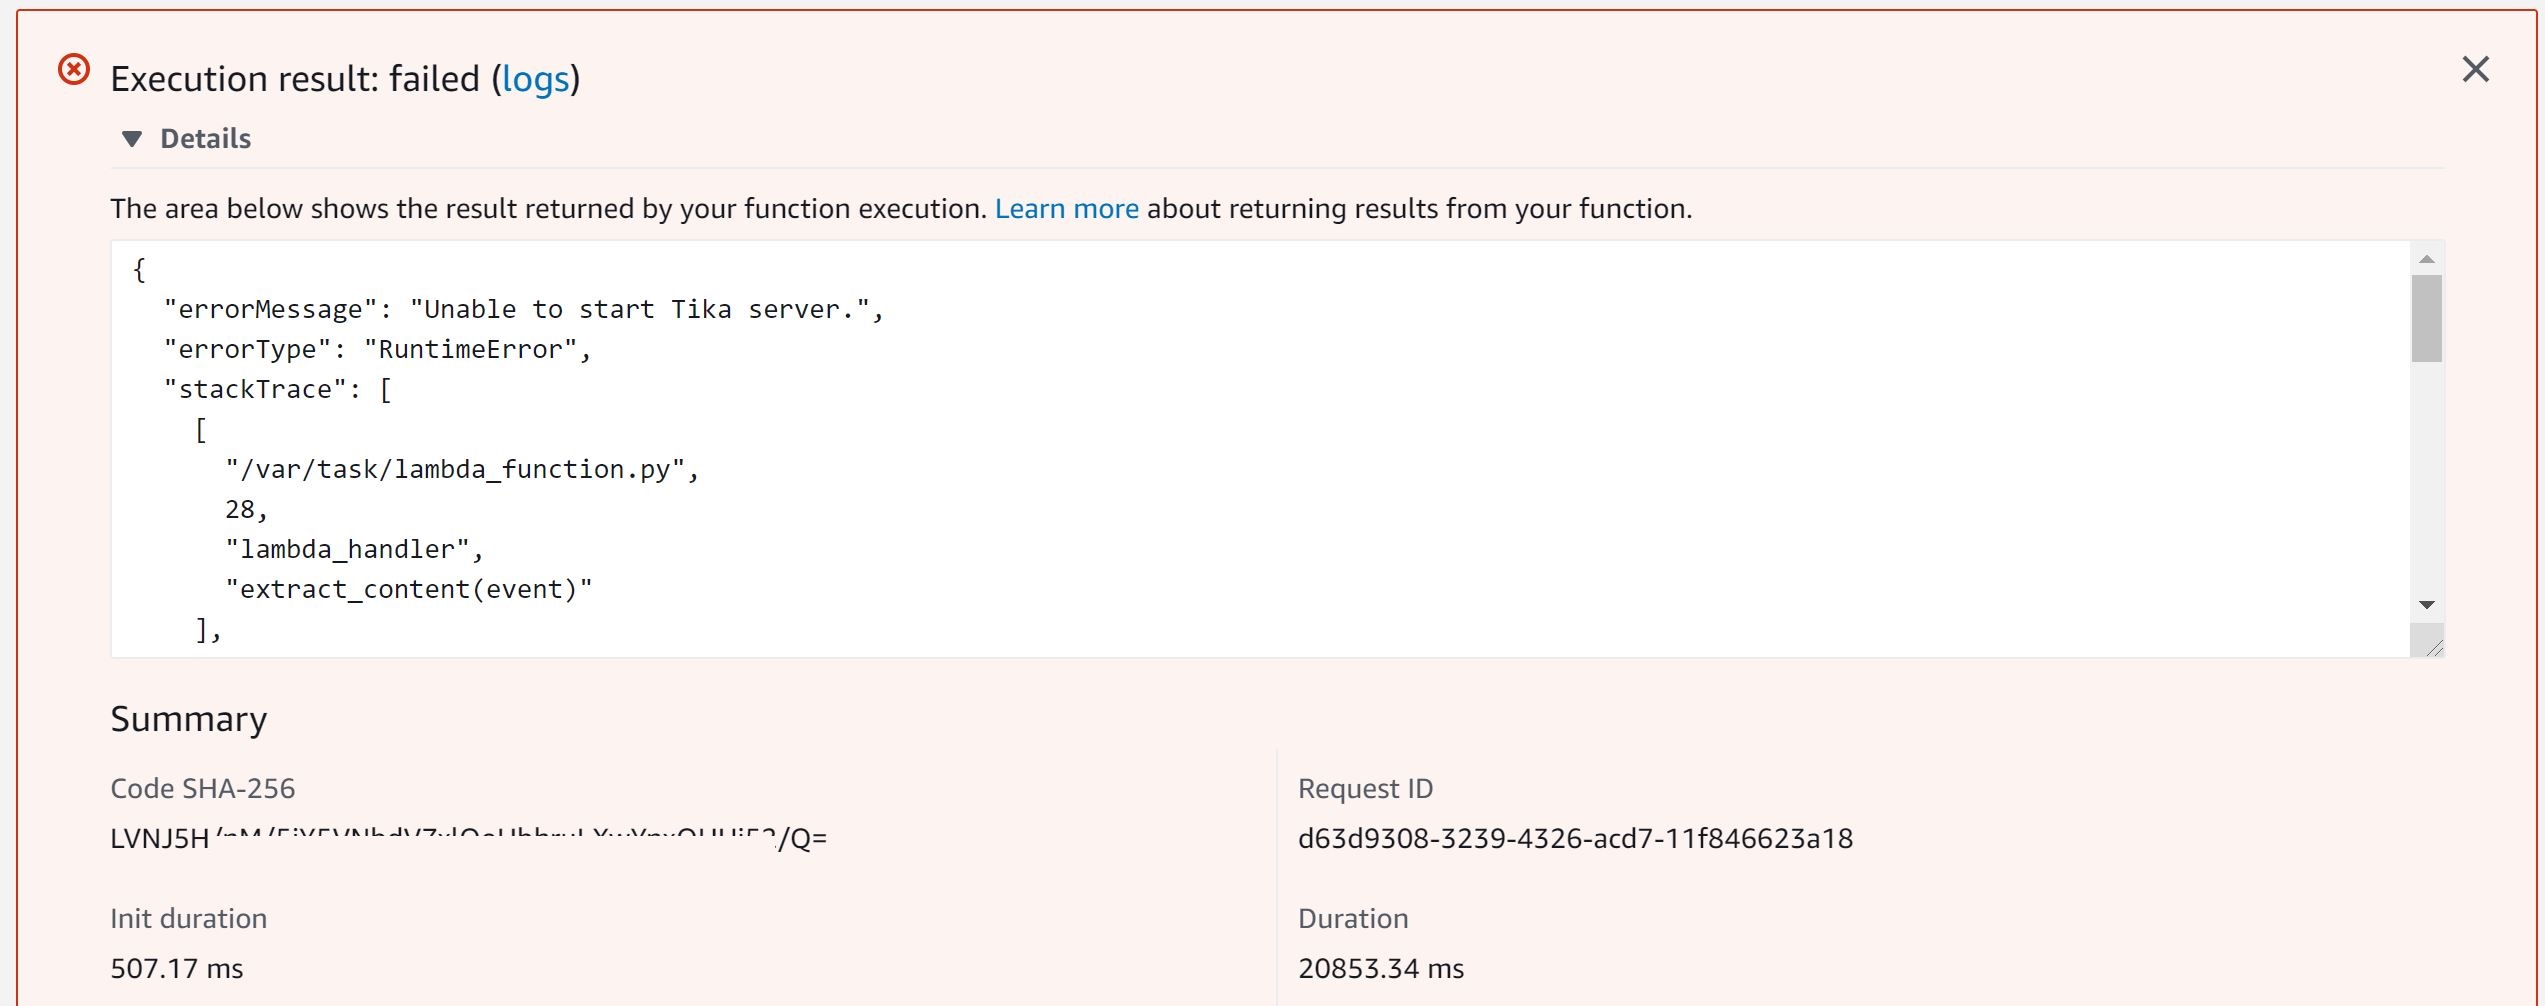 Execution result: failed (logs)
Details
The area below shows the result returned by your function execution. Learn more about returning results from your function.
{
"errorMessage": "Unable to start Tika server.",
"errorType": "RuntimeError",
"stackTrace": [
[
"/var/task/lambda_function.py",
28,
"lambda_handler",
"extract_content(event)"
],
Summary
Code SHA-256
LVNJ5H /Q=
Request ID
d63d9308-3239-4326-acd7-11f846623a18
Init duration
507.17 ms
Duration
20853.34 ms